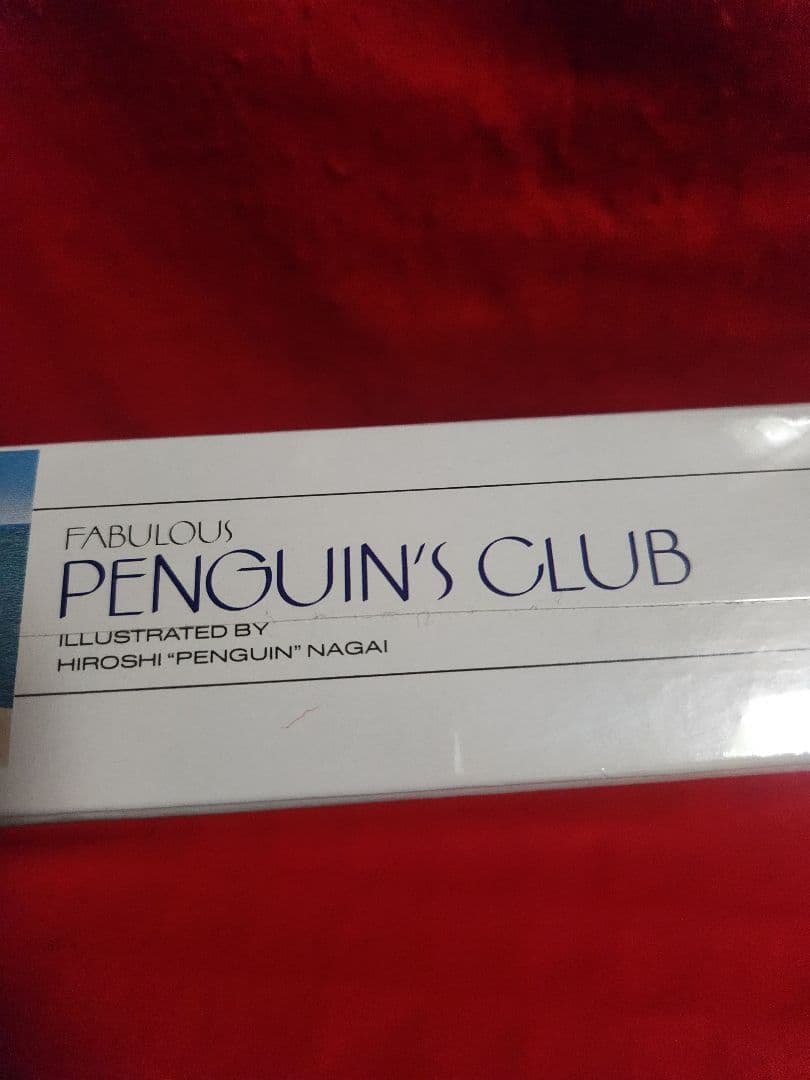 FABULOUS
PENGUIN'S CLUB
ILLUSTRATED BY
HIROSHI “PENGUIN” NAGAI